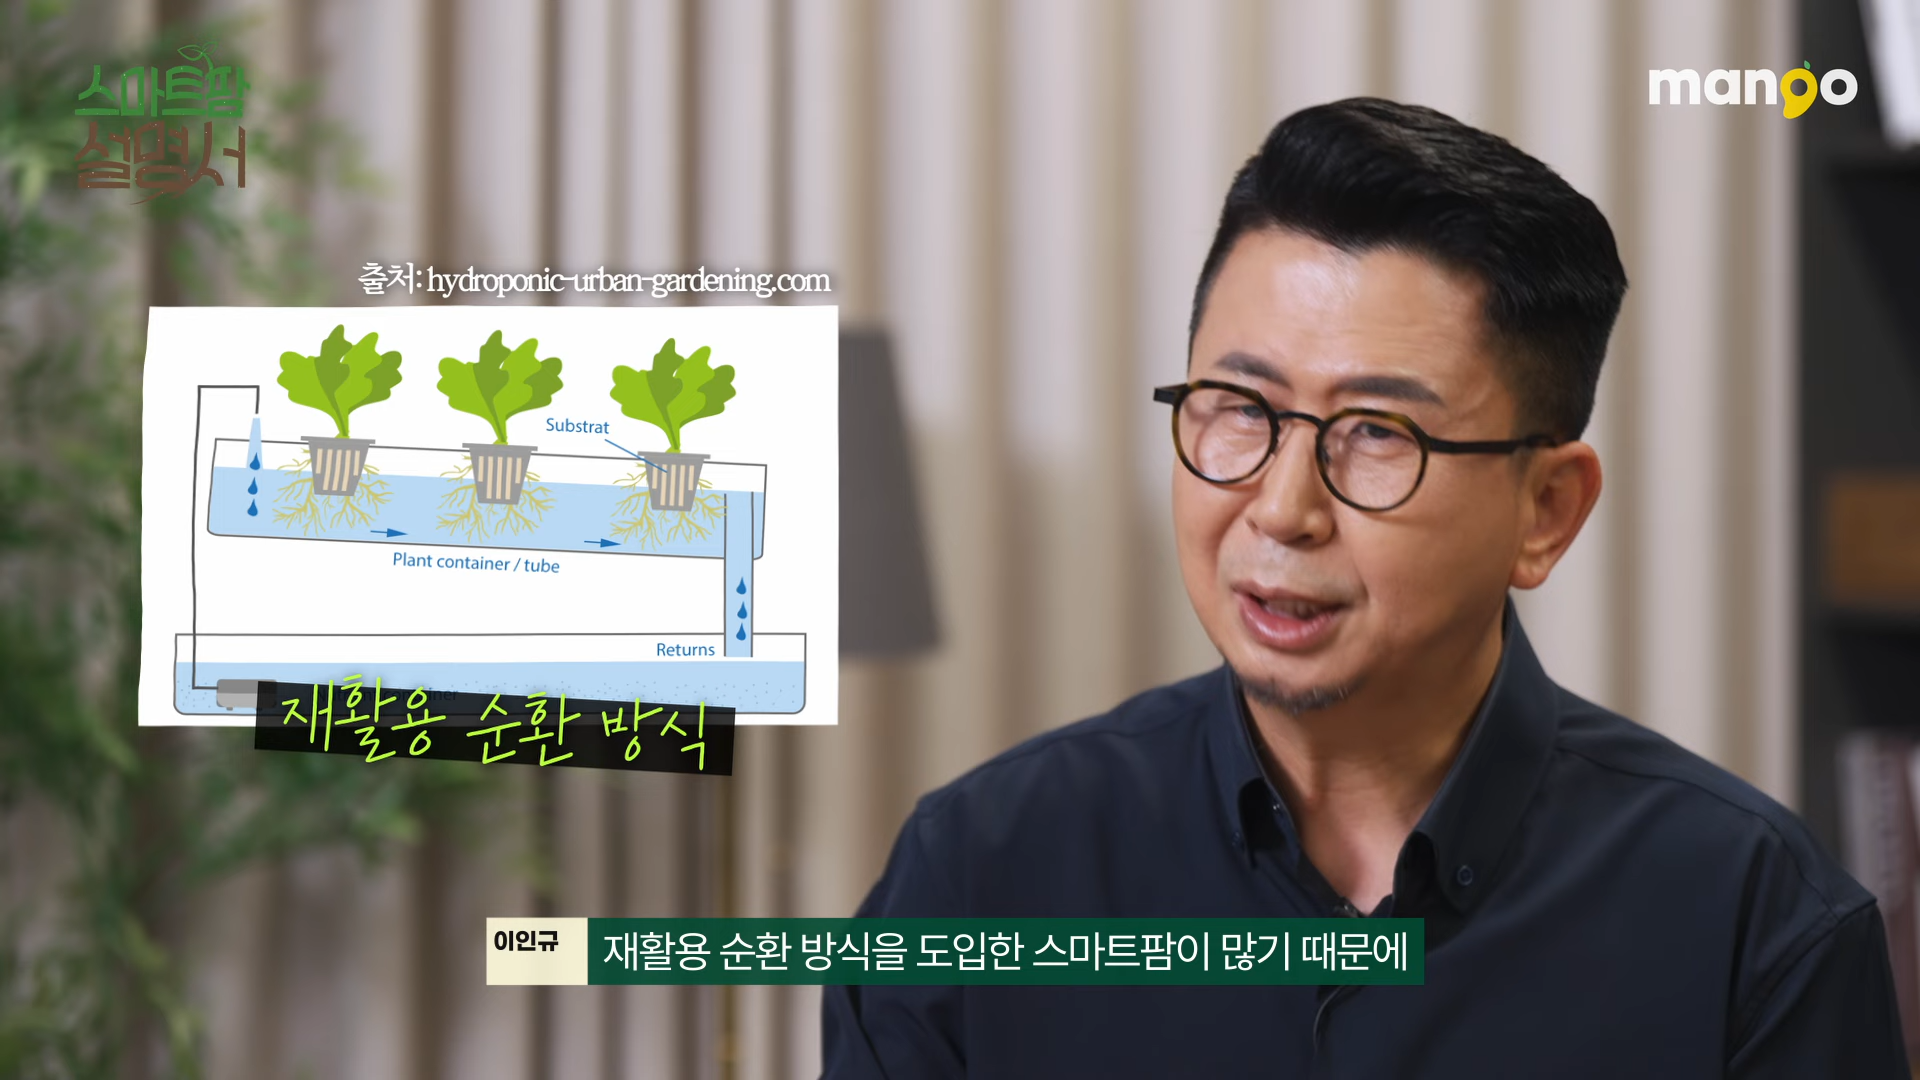 스마트팜
설명서
mango
출처: hydroponic-urban-gardening.com
Substrat
Plant container / tube
Returns
재활용 순환 방식
이인규
재활용 순환 방식을 도입한 스마트팜이 많기 때문에